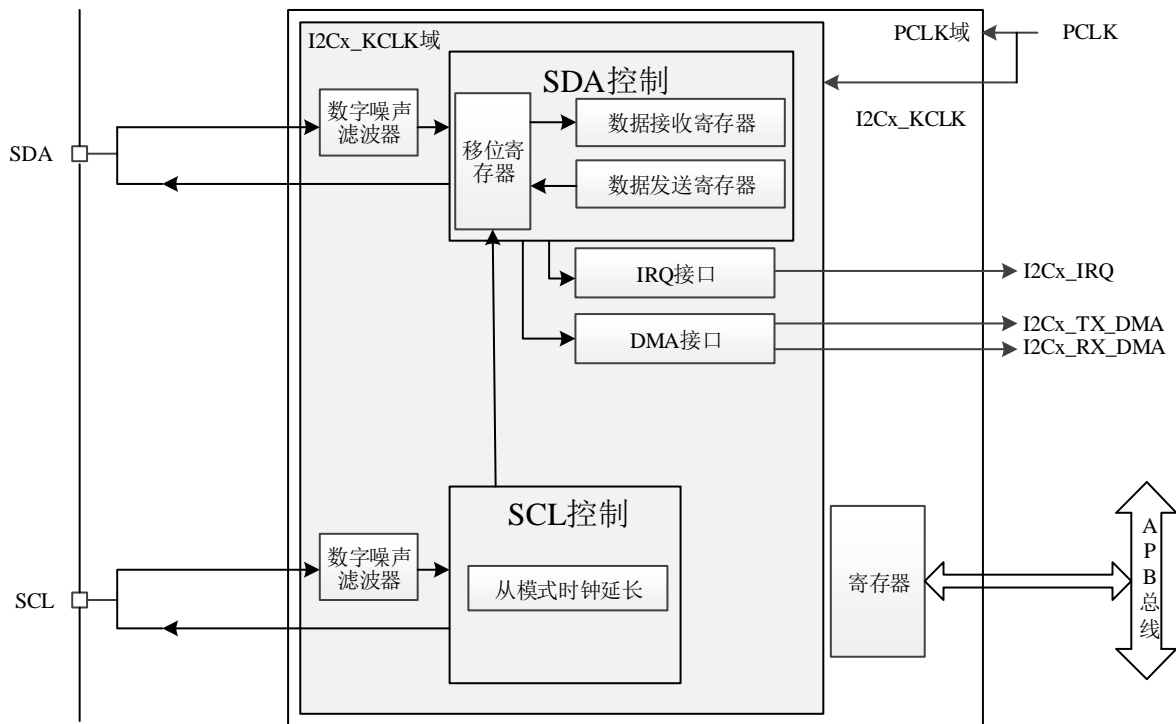 I2Cx_KCLK域
PCLK域
PCLK
SDA控制
I2Cx_KCLK
数字噪声
滤波器
移位寄
存器
数据接收寄存器
数据发送寄存器
SDA
IRQ接口
I2Cx_IRQ
DMA接口
I2Cx_TX_DMA
I2Cx_RX_DMA
SCL控制
数字噪声
滤波器
从模式时钟延长
SCL
寄存器
APB总线